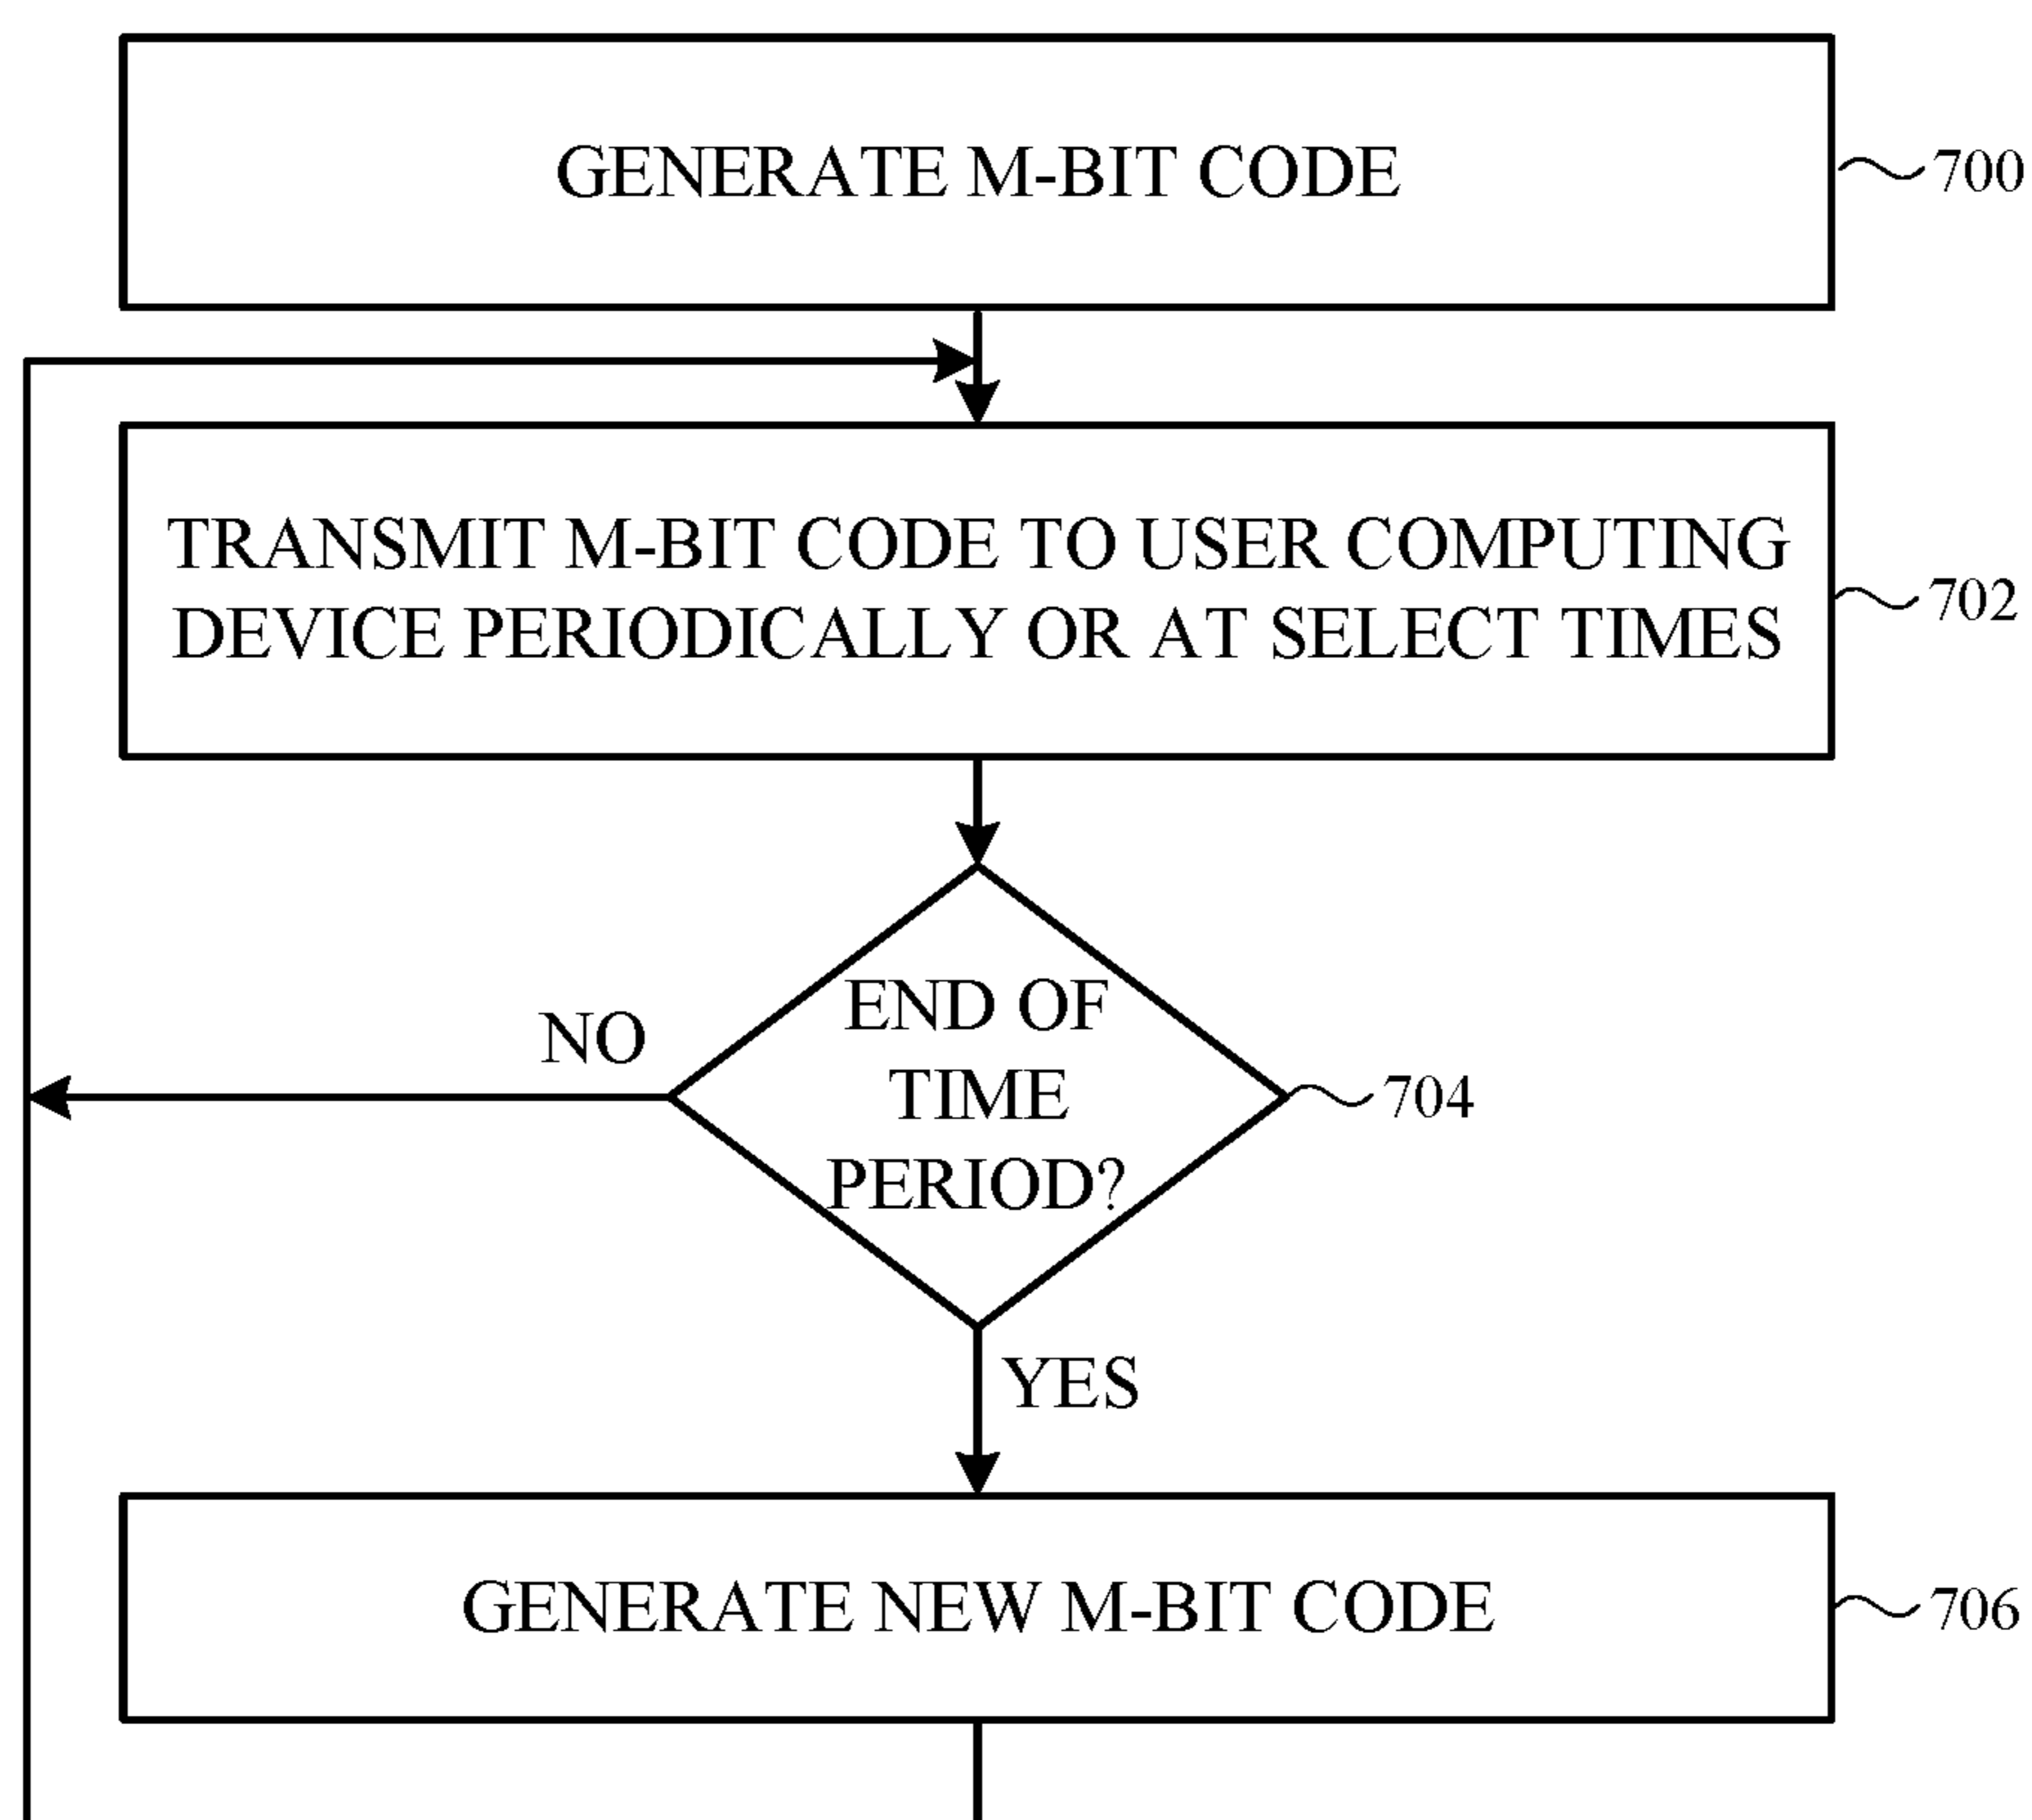 GENERATE M-BIT CODE
700
TRANSMIT M-BIT CODE TO USER COMPUTING
DEVICE PERIODICALLY OR AT SELECT TIMES
702
NO
END OF
TIME
PERIOD?
704
YES
GENERATE NEW M-BIT CODE
706